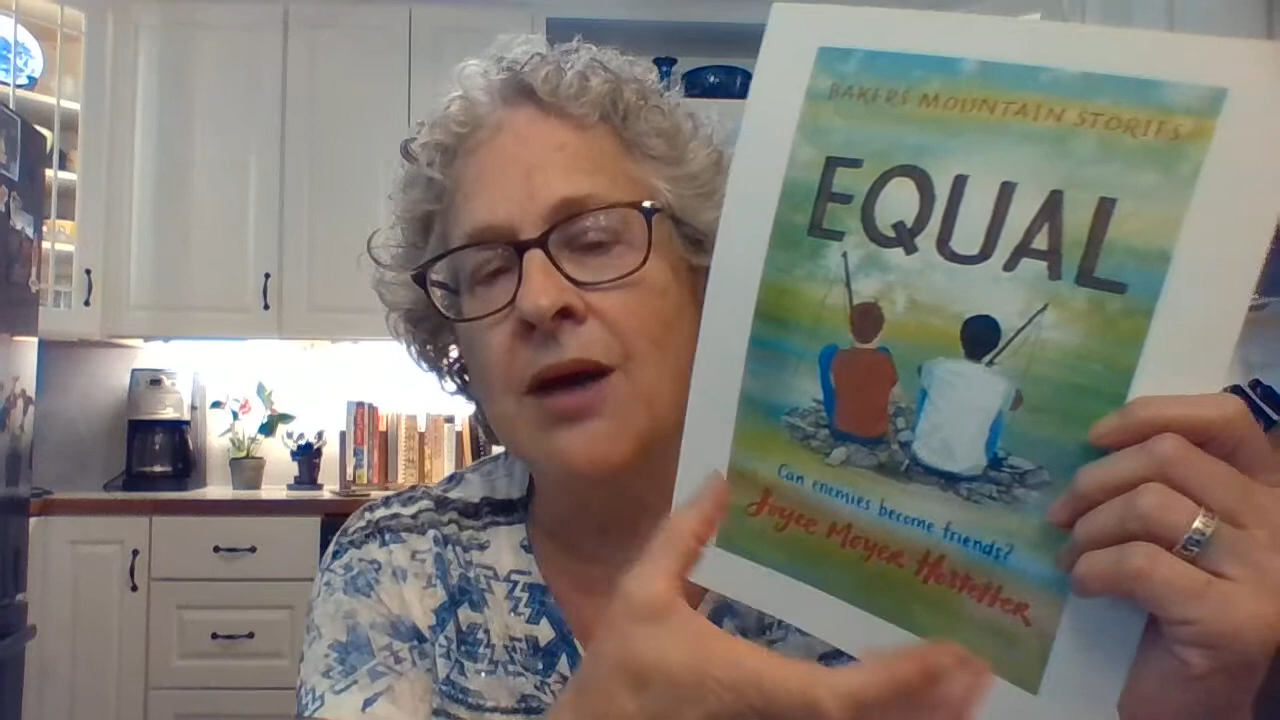 BAKERS MOUNTAIN STORIES
EQUAL
Can enemies become friends?
Joyce Moyer Hostetter